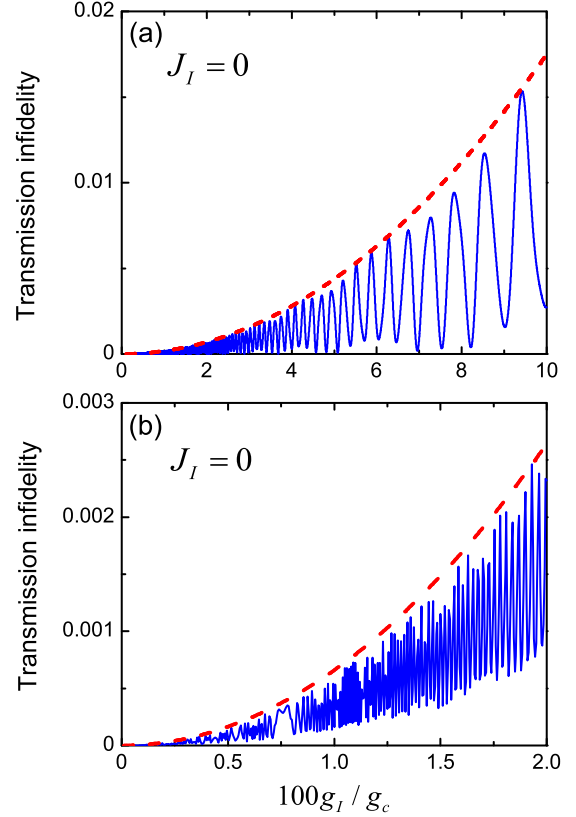 (a)
J_I = 0
Transmission infidelity
0.02
0.01
0
0 2 4 6 8 10
(b)
J_I = 0
Transmission infidelity
0.003
0.002
0.001
0
0 0.5 1.0 1.5 2.0
100g_I / g_c